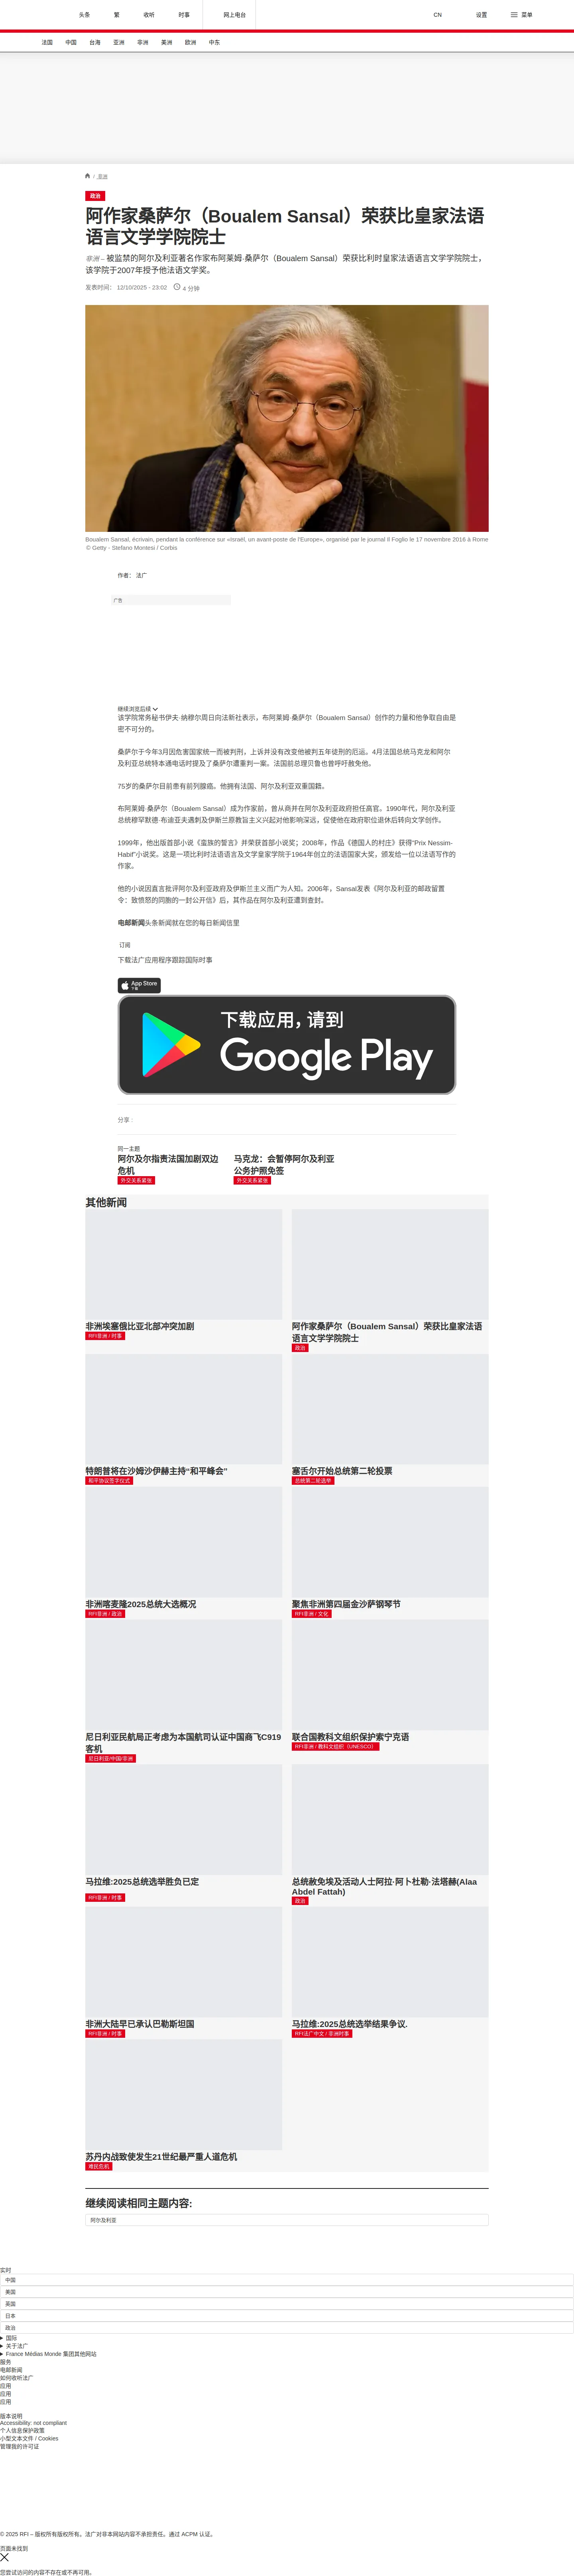 头条
繁
收听
时事
网上电台
CN
设置
菜单
法国
中国
台海
亚洲
非洲
美洲
欧洲
中东
/ 非洲
政治
阿作家桑萨尔（Boualem Sansal）荣获比皇家法语
语言文学学院院士
非洲 – 被监禁的阿尔及利亚著名作家布阿莱姆·桑萨尔（Boualem Sansal）荣获比利时皇家法语语言文学学院院士，
该学院于2007年授予他法语文学奖。
发表时间： 12/10/2025 - 23:02
4 分钟
Boualem Sansal, écrivain, pendant la conférence sur «Israël, un avant-poste de l'Europe», organisé par le journal Il Foglio le 17 novembre 2016 à Rome
© Getty - Stefano Montesi / Corbis
作者： 法广
广告
继续浏览后续
该学院常务秘书伊夫·纳穆尔周日向法新社表示，布阿莱姆·桑萨尔（Boualem Sansal）创作的力量和他争取自由是
密不可分的。
桑萨尔于今年3月因危害国家统一而被判刑，上诉并没有改变他被判五年徒刑的厄运。4月法国总统马克龙和阿尔
及利亚总统特本通电话时提及了桑萨尔遭重判一案。法国前总理贝鲁也曾呼吁赦免他。
75岁的桑萨尔目前患有前列腺癌。他拥有法国、阿尔及利亚双重国籍。
布阿莱姆·桑萨尔（Boualem Sansal）成为作家前，曾从商并在阿尔及利亚政府担任高官。1990年代，阿尔及利亚
总统穆罕默德·布迪亚夫遇刺及伊斯兰原教旨主义兴起对他影响深远，促使他在政府职位退休后转向文学创作。
1999年，他出版首部小说《蛮族的誓言》并荣获首部小说奖；2008年，作品《德国人的村庄》获得“Prix Nessim-
Habif”小说奖。这是一项比利时法语语言及文学皇家学院于1964年创立的法语国家大奖，颁发给一位以法语写作的
作家。
他的小说因直言批评阿尔及利亚政府及伊斯兰主义而广为人知。2006年，Sansal发表《阿尔及利亚的邮政留置
令：致愤怒的同胞的一封公开信》后，其作品在阿尔及利亚遭到查封。
电邮新闻头条新闻就在您的每日新闻信里
订阅
下载法广应用程序跟踪国际时事
App Store
下载
下载应用，请到
Google Play
分享 :
同一主题
阿尔及尔指责法国加剧双边
危机
外交关系紧张
马克龙：会暂停阿尔及利亚
公务护照免签
外交关系紧张
其他新闻
非洲埃塞俄比亚北部冲突加剧
RFI非洲 / 时事
阿作家桑萨尔（Boualem Sansal）荣获比皇家法语
语言文学学院院士
政治
特朗普将在沙姆沙伊赫主持“和平峰会”
和平协议签字仪式
塞舌尔开始总统第二轮投票
总统第二轮选举
非洲喀麦隆2025总统大选概况
RFI非洲 / 政治
聚焦非洲第四届金沙萨钢琴节
RFI非洲 / 文化
尼日利亚民航局正考虑为本国航司认证中国商飞C919
客机
尼日利亚/中国/非洲
联合国教科文组织保护索宁克语
RFI非洲 / 教科文组织（UNESCO）
马拉维:2025总统选举胜负已定
RFI非洲 / 时事
总统赦免埃及活动人士阿拉·阿卜杜勒·法塔赫(Alaa
Abdel Fattah)
政治
非洲大陆早已承认巴勒斯坦国
RFI非洲 / 时事
马拉维:2025总统选举结果争议.
RFI法广中文 / 非洲时事
苏丹内战致使发生21世纪最严重人道危机
难民危机
继续阅读相同主题内容:
阿尔及利亚
实时
中国
美国
英国
日本
政治
国际
关于法广
France Médias Monde 集团其他网站
服务
电邮新闻
如何收听法广
应用
应用
应用
版本说明
Accessibility: not compliant
个人信息保护政策
小型文本文件 / Cookies
管理我的许可证
© 2025 RFI – 版权所有版权所有。法广对非本网站内容不承担责任。通过 ACPM 认证。
页面未找到
您尝试访问的内容不存在或不再可用。